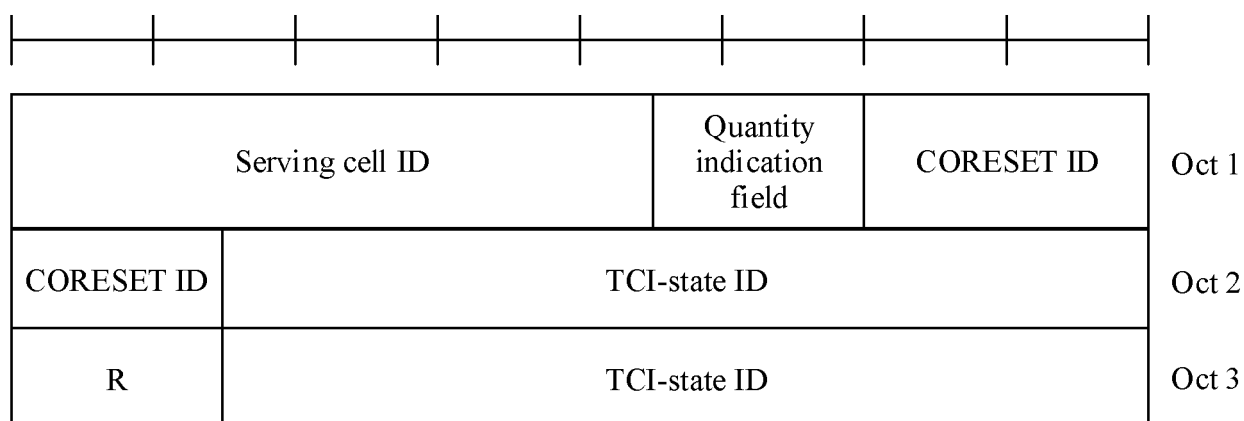 Serving cell ID
Quantity
indication
field
CORESET ID
Oct 1
CORESET ID
TCI-state ID
Oct 2
R
TCI-state ID
Oct 3